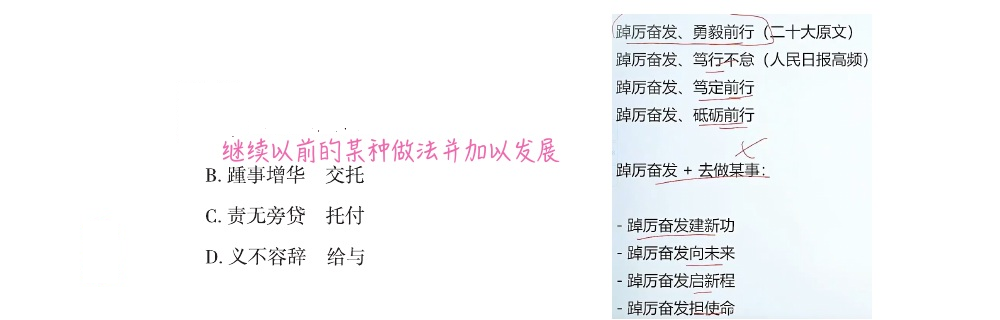 继续以前的某种做法并加以发展
B. 踵事增华 交托
C. 责无旁贷 托付
D. 义不容辞 给与
踔厉奋发、勇毅前行（二十大原文）
踔厉奋发、笃行不怠（人民日报高频）
踔厉奋发、笃定前行
踔厉奋发、砥砺前行
踔厉奋发 + 去做某事：
- 踔厉奋发建新功
- 踔厉奋发向未来
- 踔厉奋发启新程
- 踔厉奋发担使命